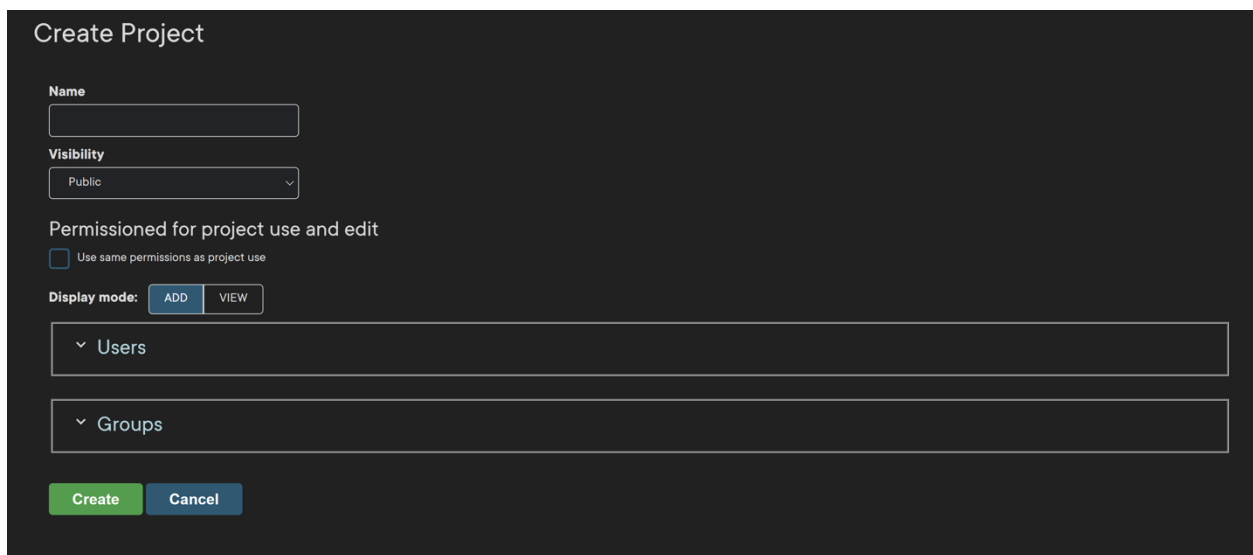 Create Project
Name
Visibility
Public
Permissioned for project use and edit
Use same permissions as project use
Display mode: ADD VIEW
Users
Groups
Create Cancel